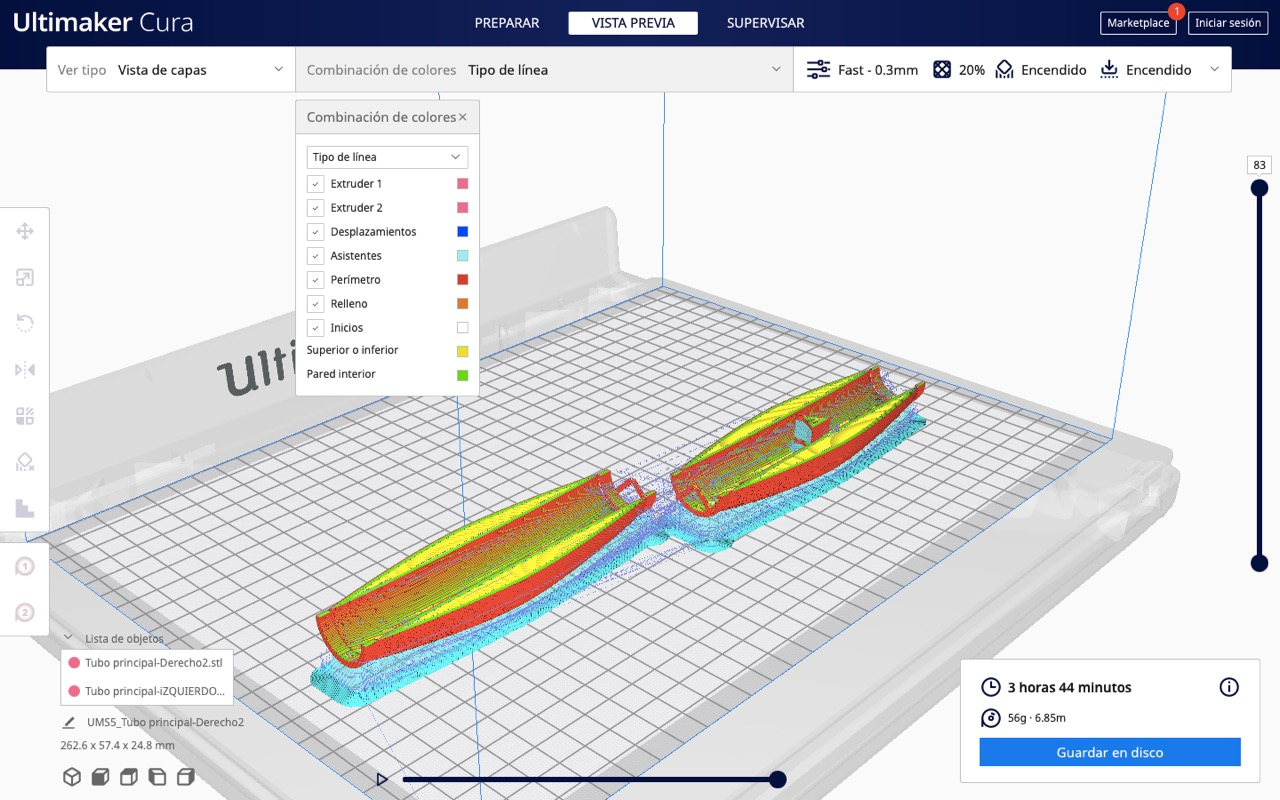 Ultimaker Cura
PREPARAR
VISTA PREVIA
SUPERVISAR
Marketplace
1
Iniciar sesión
Ver tipo Vista de capas
Combinación de colores Tipo de línea
Fast - 0.3mm
20%
Encendido
Encendido
Combinación de colores
Tipo de línea
Extruder 1
Extruder 2
Desplazamientos
Asistentes
Perímetro
Relleno
Inicios
Superior o inferior
Pared interior
83
Ulti
1
2
Lista de objetos
Tubo principal-Derecho2.stl
Tubo principal-iZQUIERDO...
UMS5_Tubo principal-Derecho2
262.6 x 57.4 x 24.8 mm
3 horas 44 minutos
56g · 6.85m
Guardar en disco